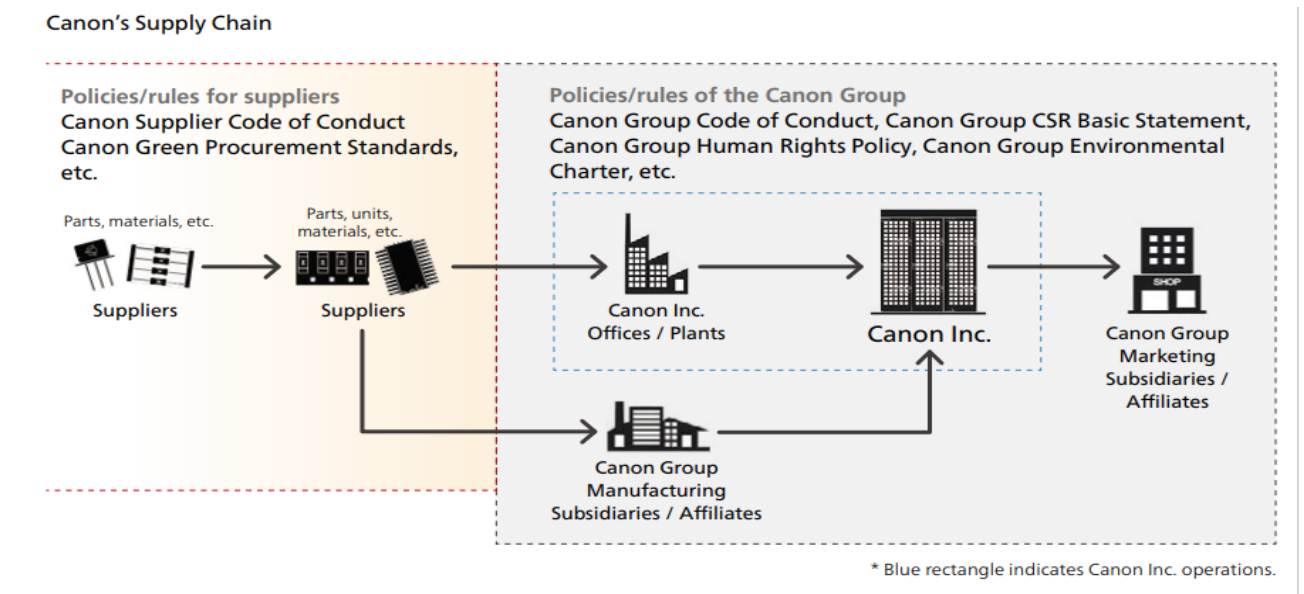 Canon's Supply Chain
Policies/rules for suppliers
Canon Supplier Code of Conduct
Canon Green Procurement Standards,
etc.
Parts, materials, etc.
Suppliers
Parts, units,
materials, etc.
Suppliers
Policies/rules of the Canon Group
Canon Group Code of Conduct, Canon Group CSR Basic Statement,
Canon Group Human Rights Policy, Canon Group Environmental
Charter, etc.
Canon Inc.
Offices / Plants
Canon Inc.
SHOP
Canon Group
Marketing
Subsidiaries /
Affiliates
Canon Group
Manufacturing
Subsidiaries / Affiliates
* Blue rectangle indicates Canon Inc. operations.